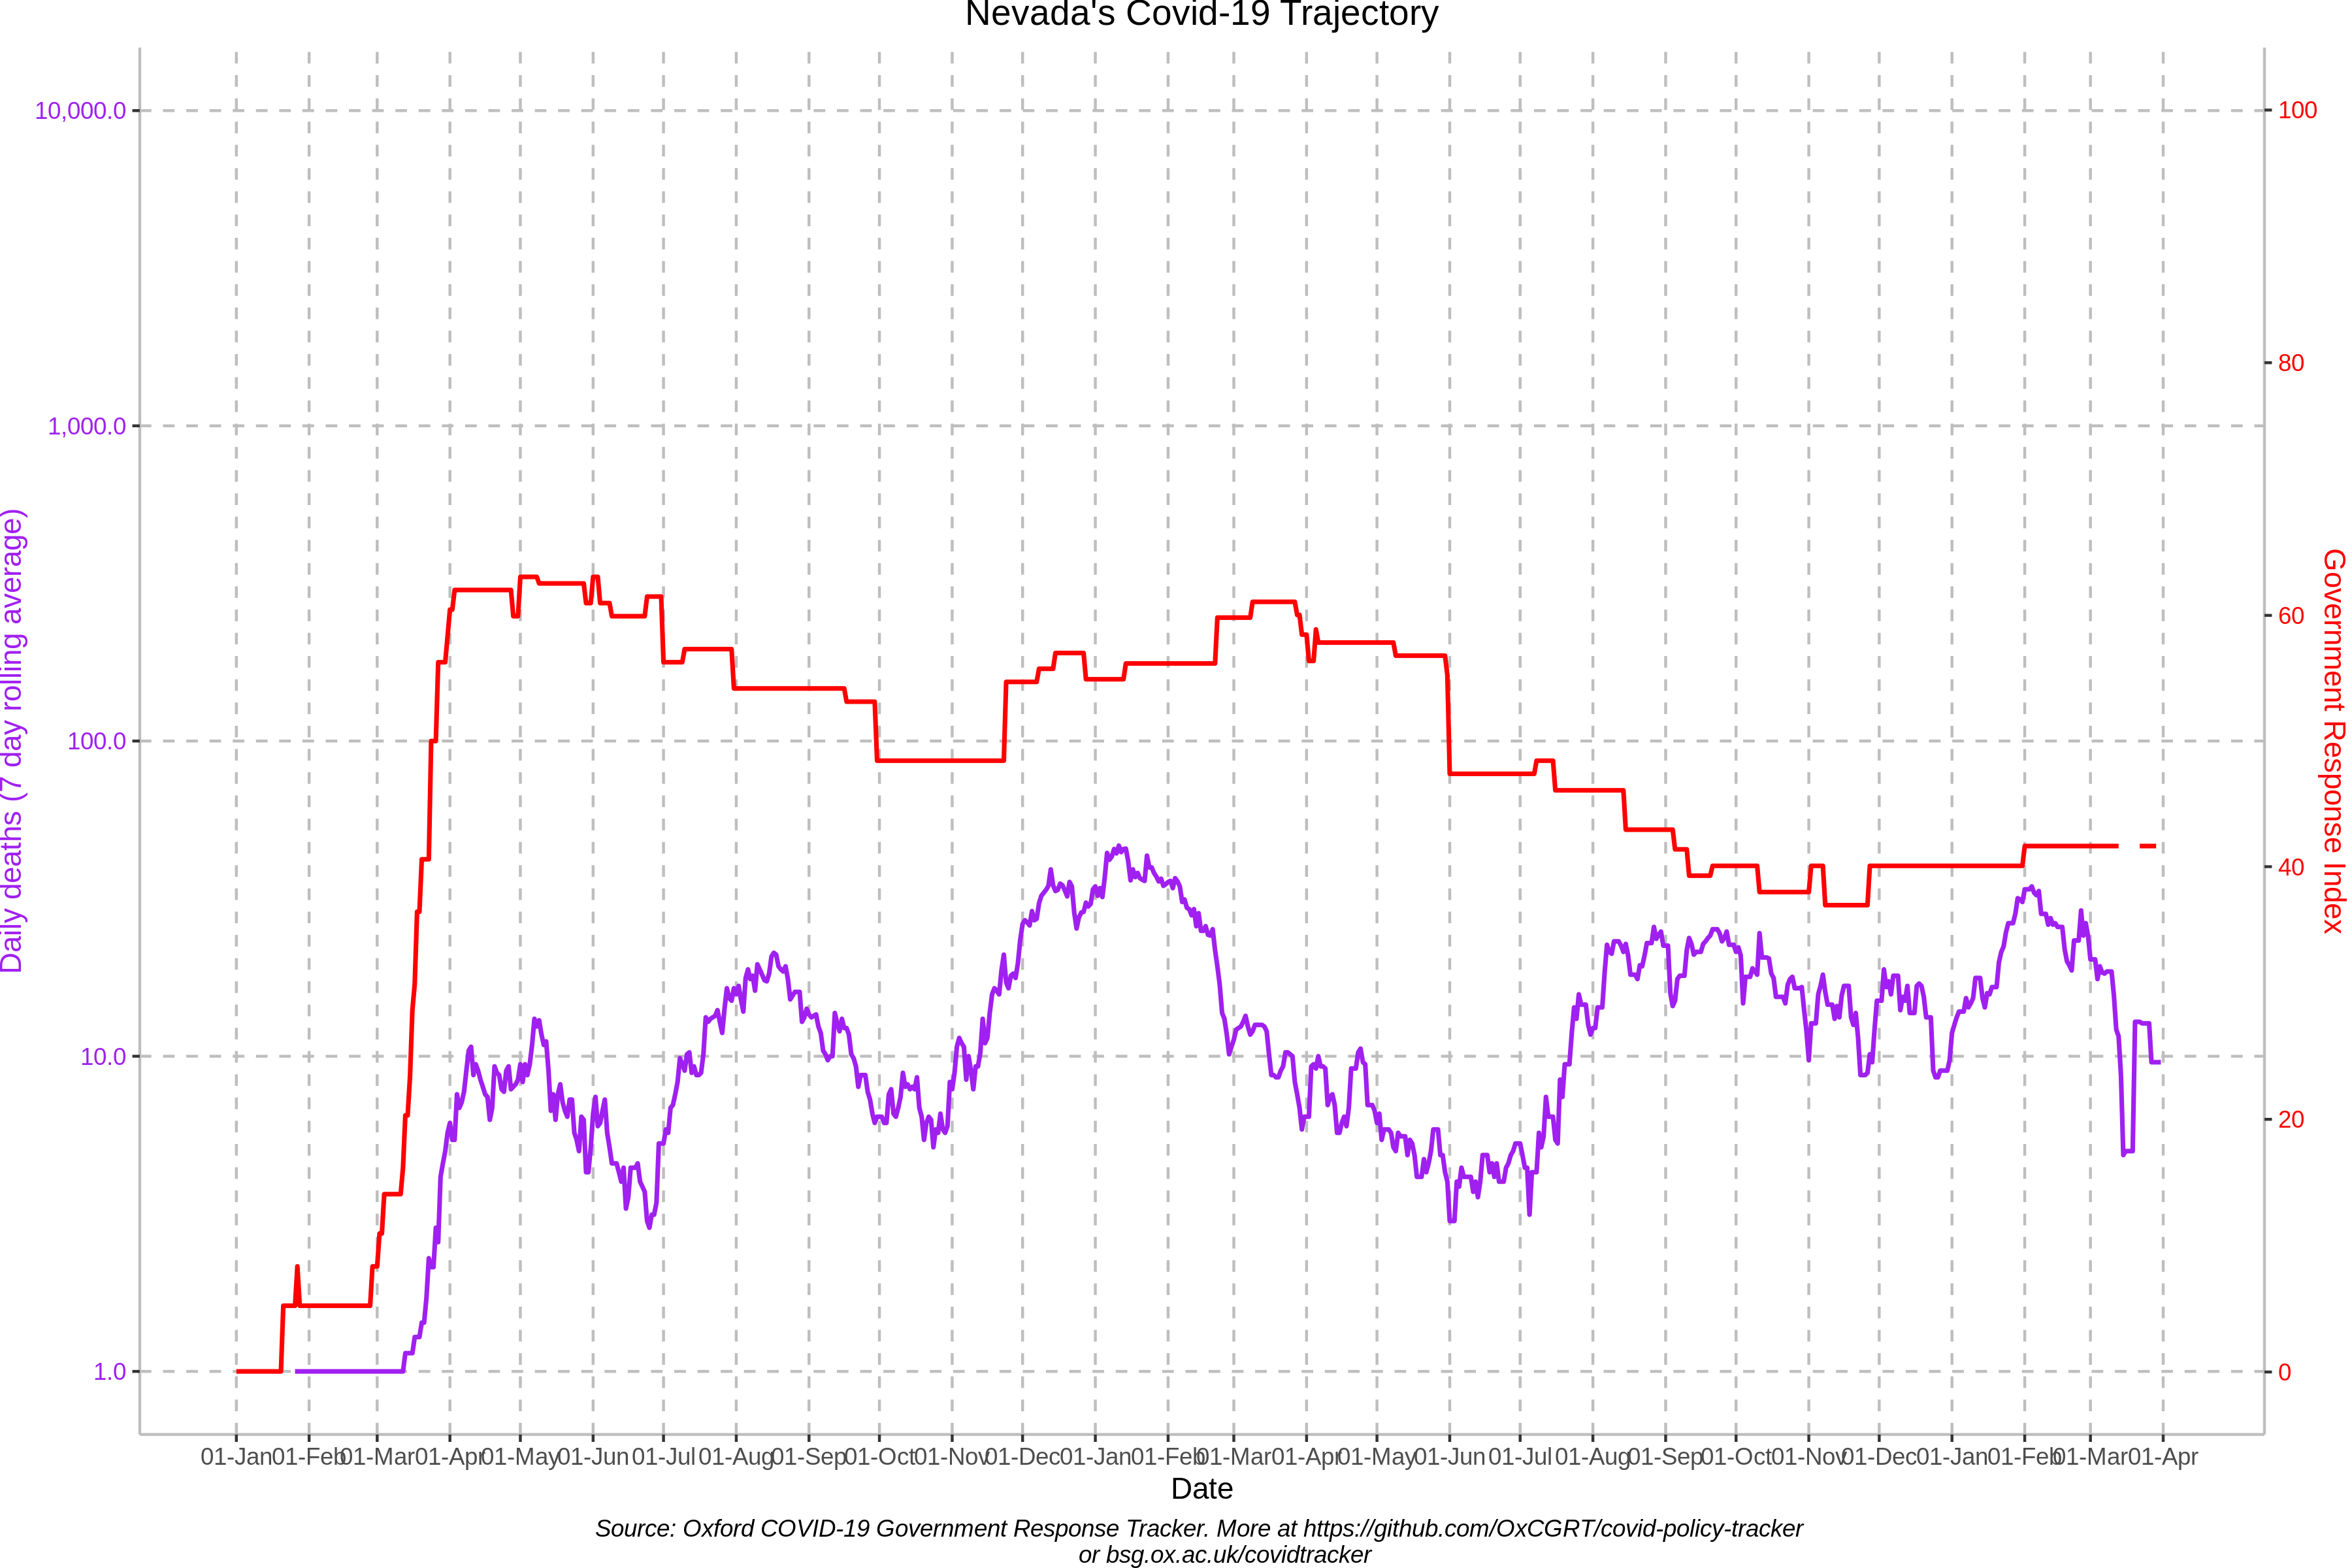 Nevada's Covid-19 Trajectory
10,000.0
1,000.0
100.0
10.0
1.0
Daily deaths (7 day rolling average)
100
80
60
40
20
0
Government Response Index
01-Jan 01-Feb 01-Mar 01-Apr 01-May 01-Jun 01-Jul 01-Aug 01-Sep 01-Oct 01-Nov 01-Dec 01-Jan 01-Feb 01-Mar 01-Apr 01-May 01-Jun 01-Jul 01-Aug 01-Sep 01-Oct 01-Nov 01-Dec 01-Jan 01-Feb 01-Mar 01-Apr
Date
Source: Oxford COVID-19 Government Response Tracker. More at https://github.com/OxCGRT/covid-policy-tracker
or bsg.ox.ac.uk/covidtracker